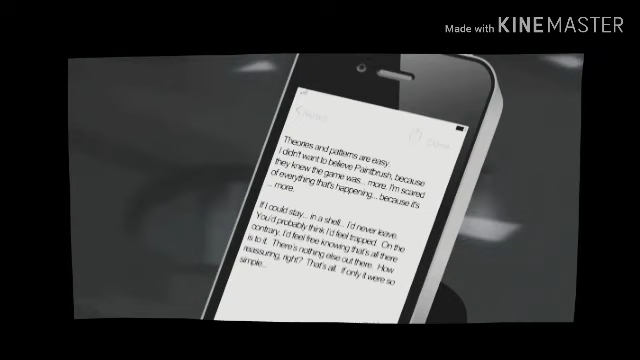 Made with KINEMASTER
Theories and patterns are easy.
I didn't want to believe Paintbrush, because
they knew the game was... more. I'm scared
of everything that's happening... because it's
... more.
If I could stay... in a shell... I'd never leave.
You'd probably think I'd feel trapped. On the
contrary, I'd feel free knowing that's all there
is to it. There's nothing else out there. How
reassuring, right? That's all. If only it were so
simple...